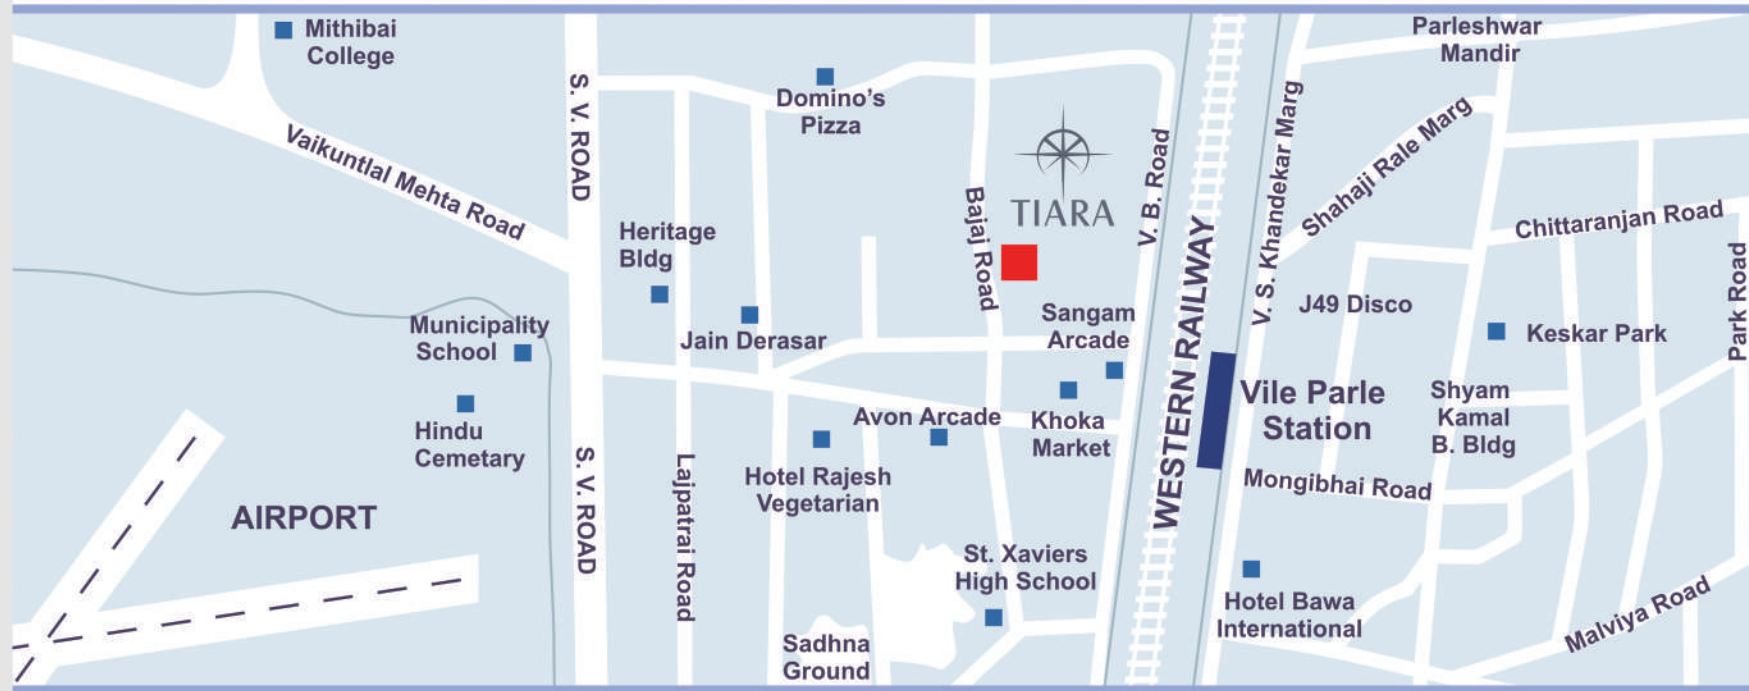 Mithibai
College
Parleshwar
Mandir
S. V. ROAD
Domino's
Pizza
Vaikuntlal Mehta Road
V. B. Road
V. S. Khandekar Marg
Shahaji Rale Marg
Bajaj Road
TIARA
Chittaranjan Road
Heritage
Bldg
WESTERN RAILWAY
Park Road
J49 Disco
Municipality
School
Jain Derasar
Sangam
Arcade
Keskar Park
Hindu
Cemetary
Avon Arcade
Khoka
Market
Vile Parle
Station
Shyam
Kamal
B. Bldg
S. V. ROAD
Lajpatrai Road
Hotel Rajesh
Vegetarian
Mongibhai Road
AIRPORT
St. Xaviers
High School
Hotel Bawa
International
Malviya Road
Sadhna
Ground